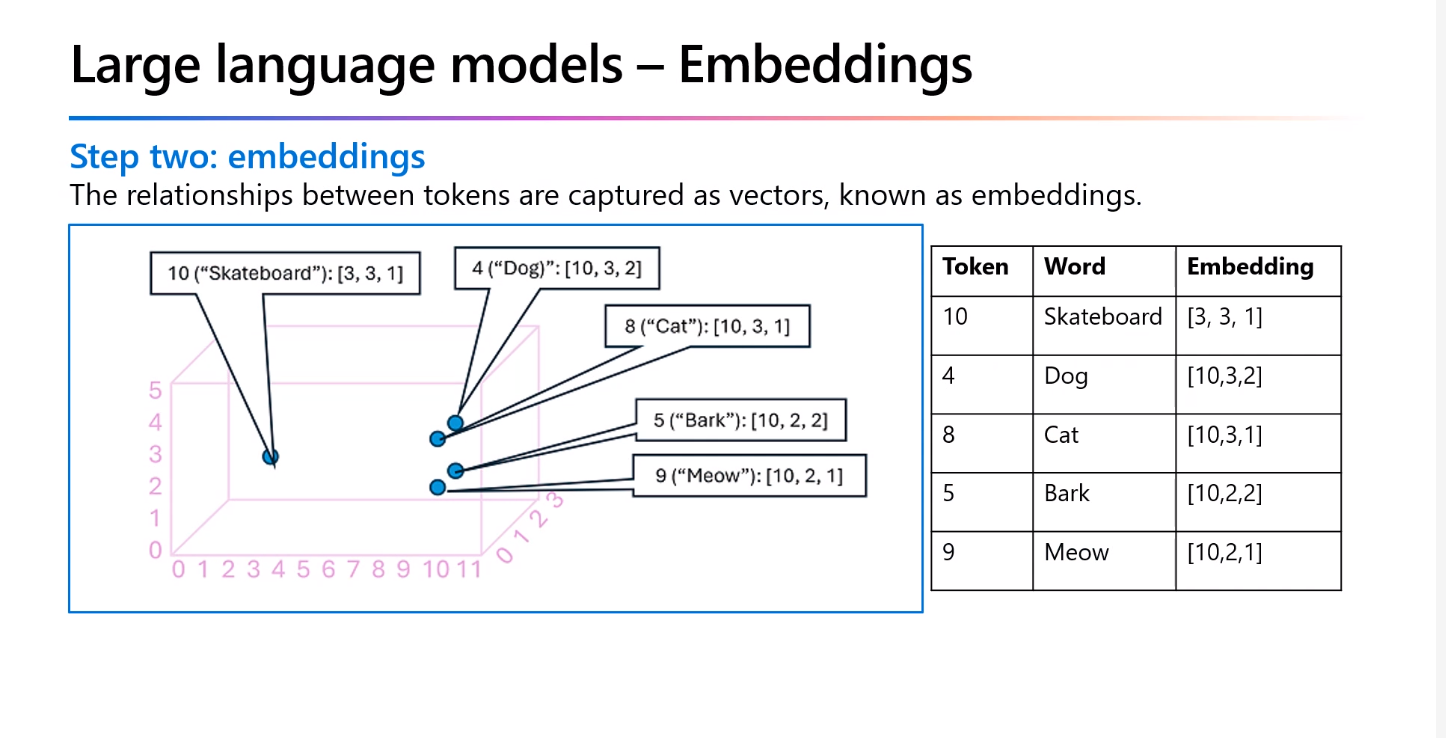 Large language models – Embeddings
Step two: embeddings
The relationships between tokens are captured as vectors, known as embeddings.
10 (“Skateboard”): [3, 3, 1]
4 (“Dog)”: [10, 3, 2]
8 (“Cat”): [10, 3, 1]
5 (“Bark”): [10, 2, 2]
9 (“Meow”): [10, 2, 1]
5
4
3
2
1
0
0 1 2 3 4 5 6 7 8 9 10 11
0 1 2 3
Token Word Embedding
10 Skateboard [3, 3, 1]
4 Dog [10,3,2]
8 Cat [10,3,1]
5 Bark [10,2,2]
9 Meow [10,2,1]